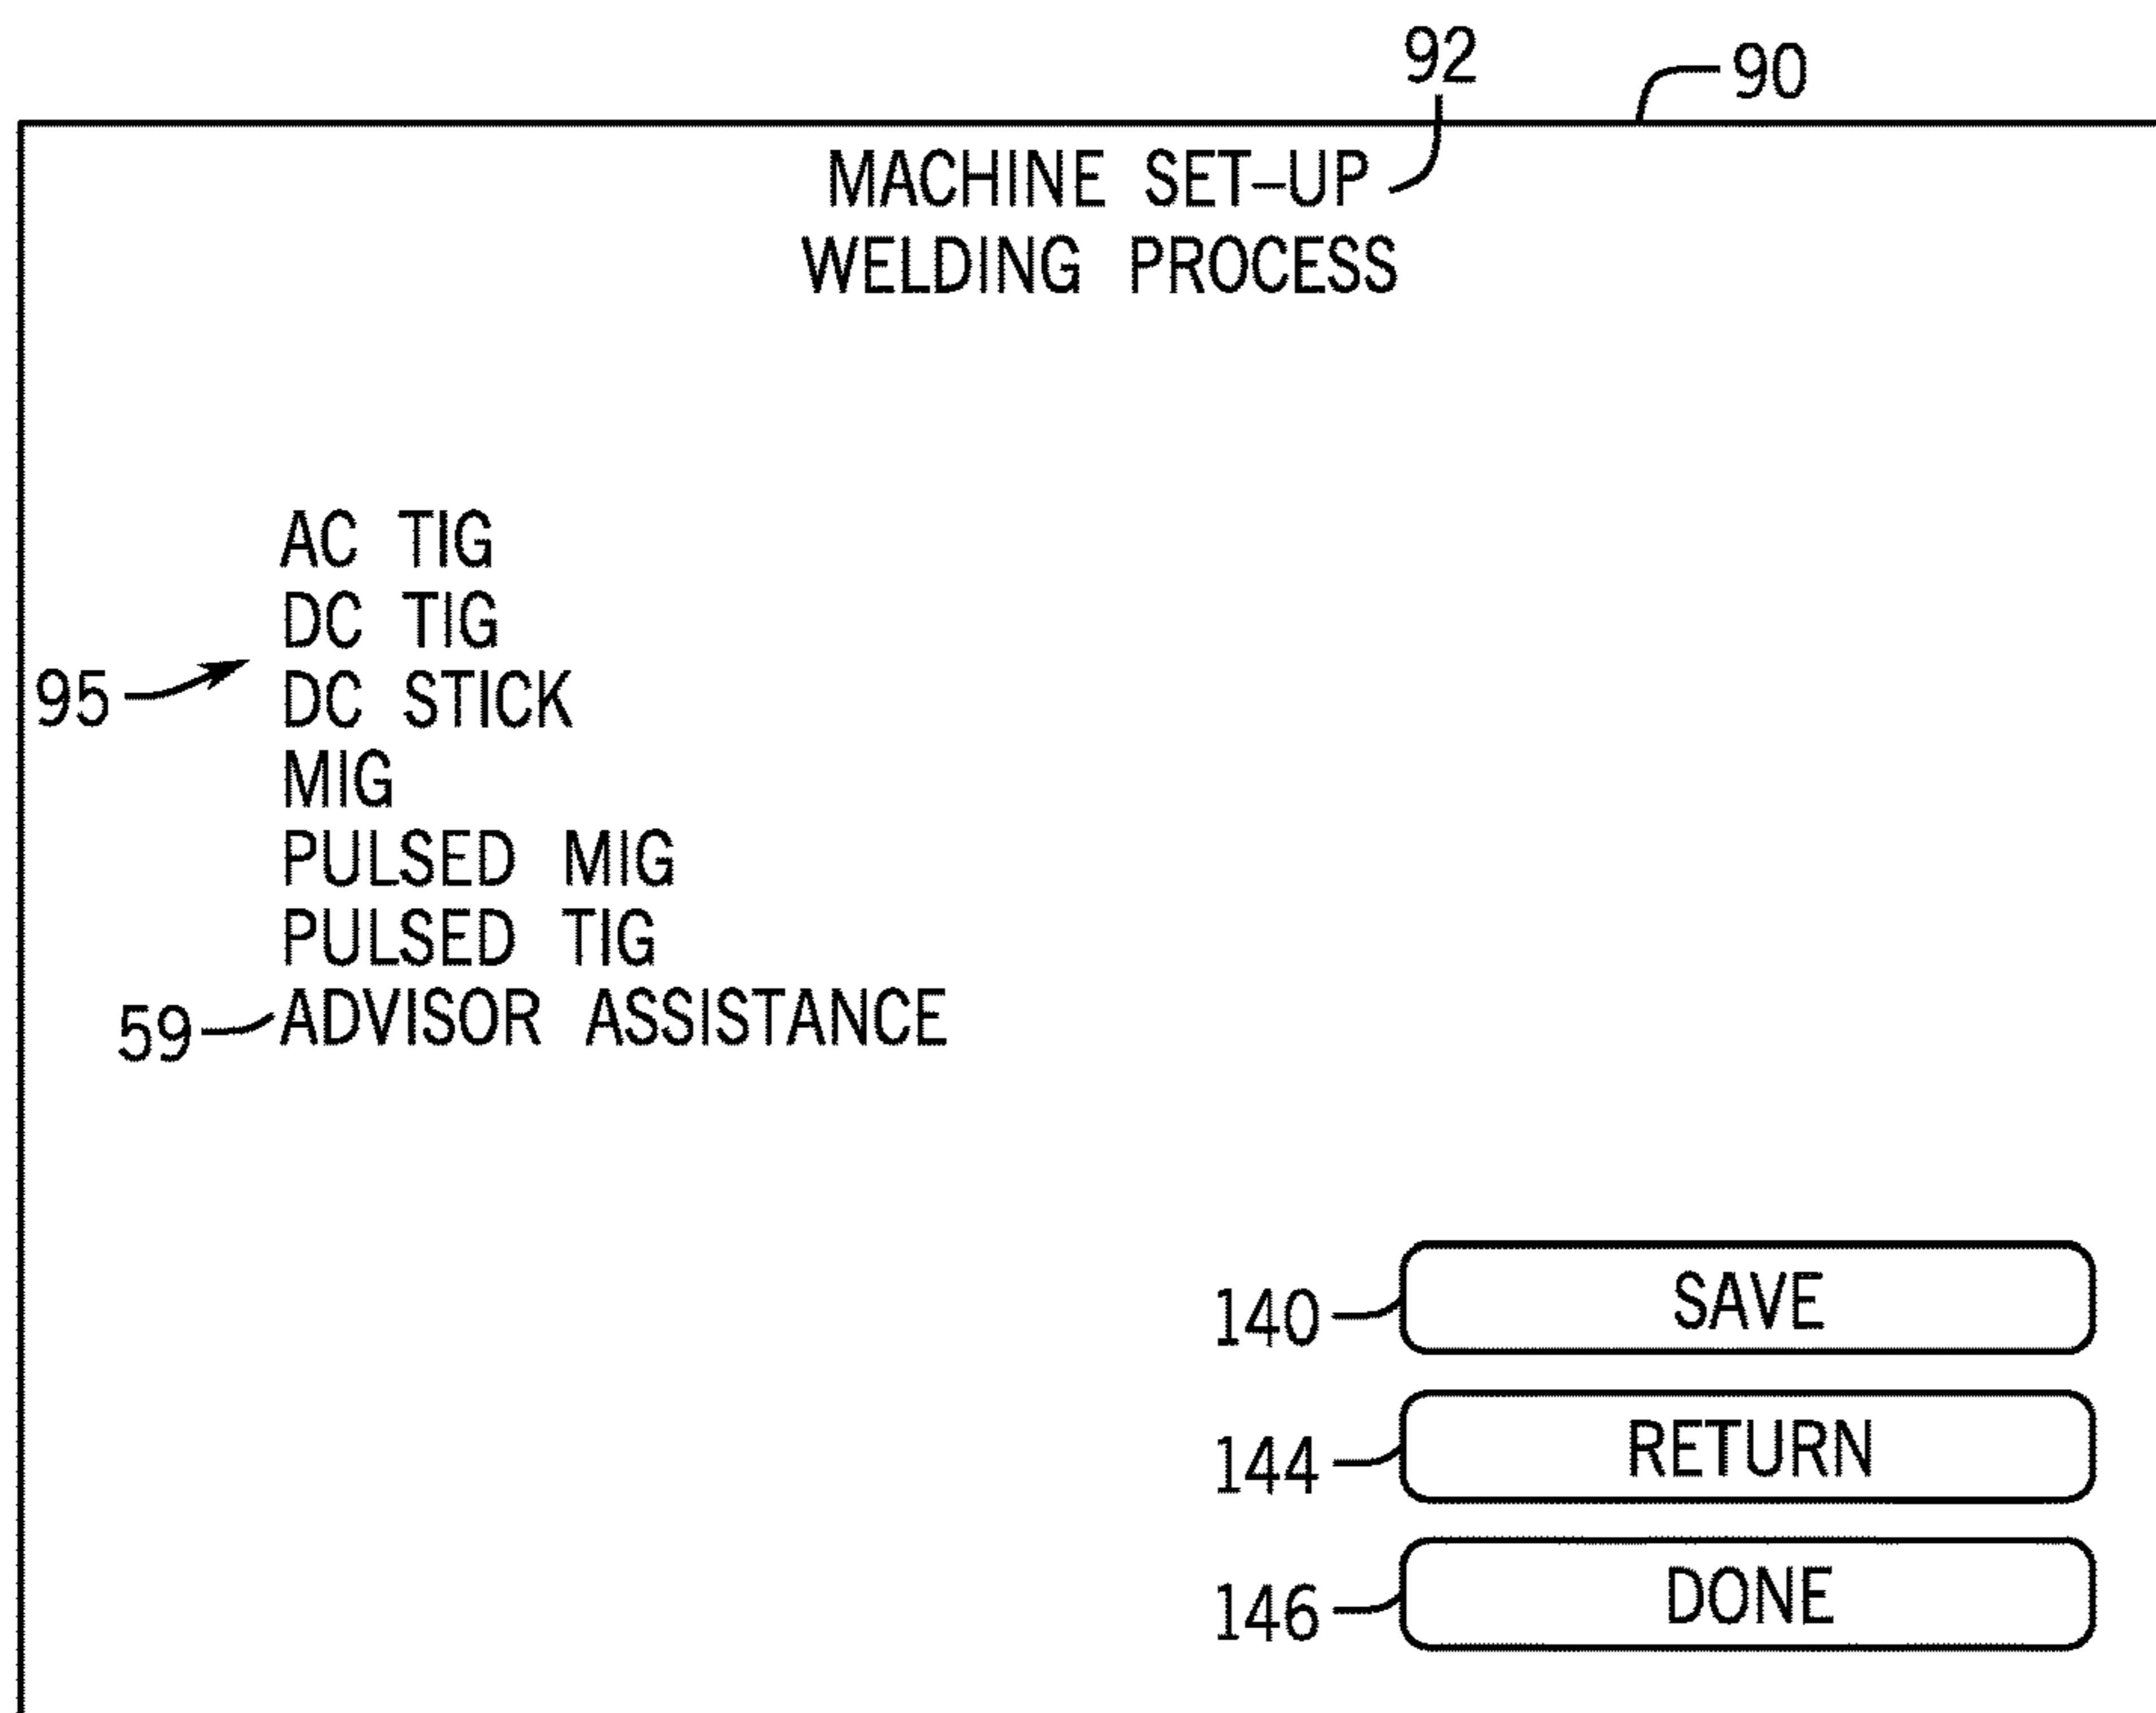 92
90
MACHINE SET–UP
WELDING PROCESS
AC TIG
DC TIG
95
DC STICK
MIG
PULSED MIG
PULSED TIG
59 ADVISOR ASSISTANCE
140 SAVE
144 RETURN
146 DONE